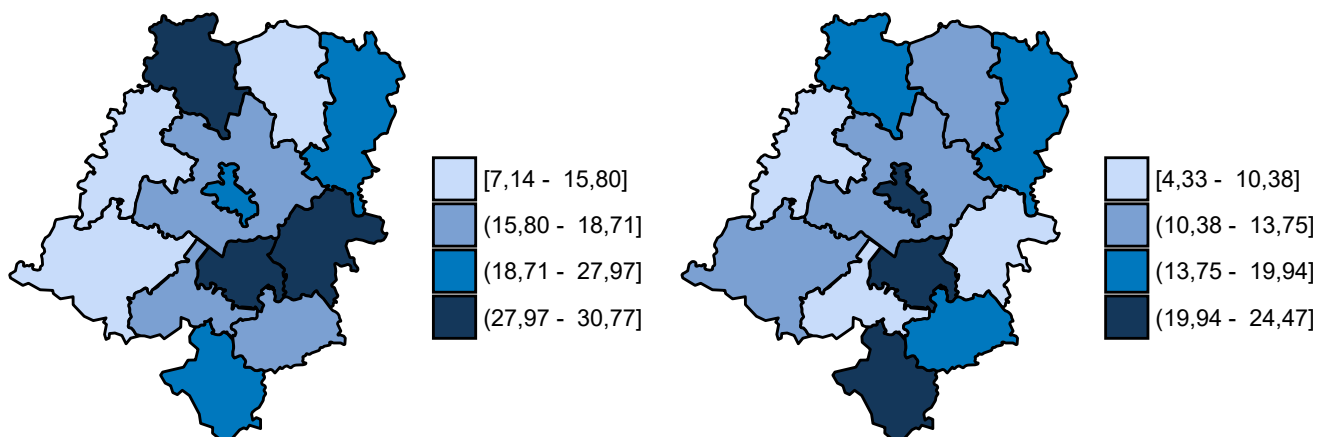 [7,14 - 15,80]
(15,80 - 18,71]
(18,71 - 27,97]
(27,97 - 30,77]
[4,33 - 10,38]
(10,38 - 13,75]
(13,75 - 19,94]
(19,94 - 24,47]